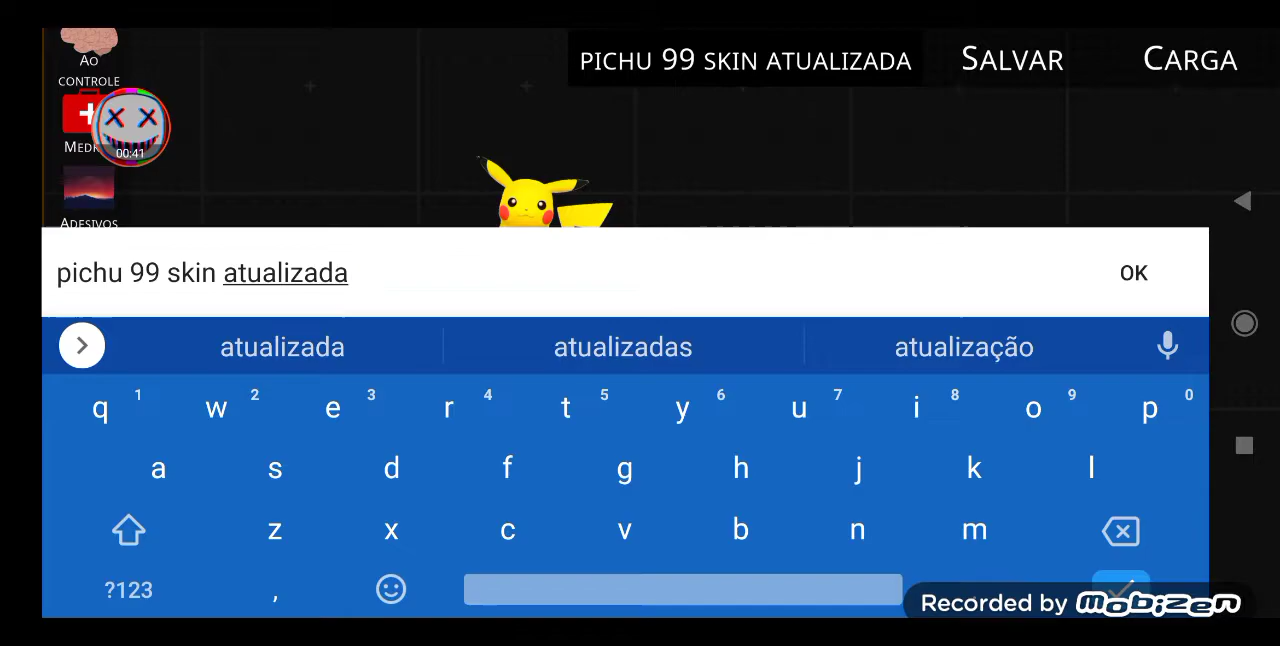 Ao
controle
00:41
Adesivos
pichu 99 skin atualizada
Salvar
Carga
pichu 99 skin atualizada
OK
atualizada
atualizadas
atualização
q 1 w 2 e 3 r 4 t 5 y 6 u 7 i 8 o 9 p 0
a s d f g h j k l
z x c v b n m
?123 ,
Recorded by mobizen